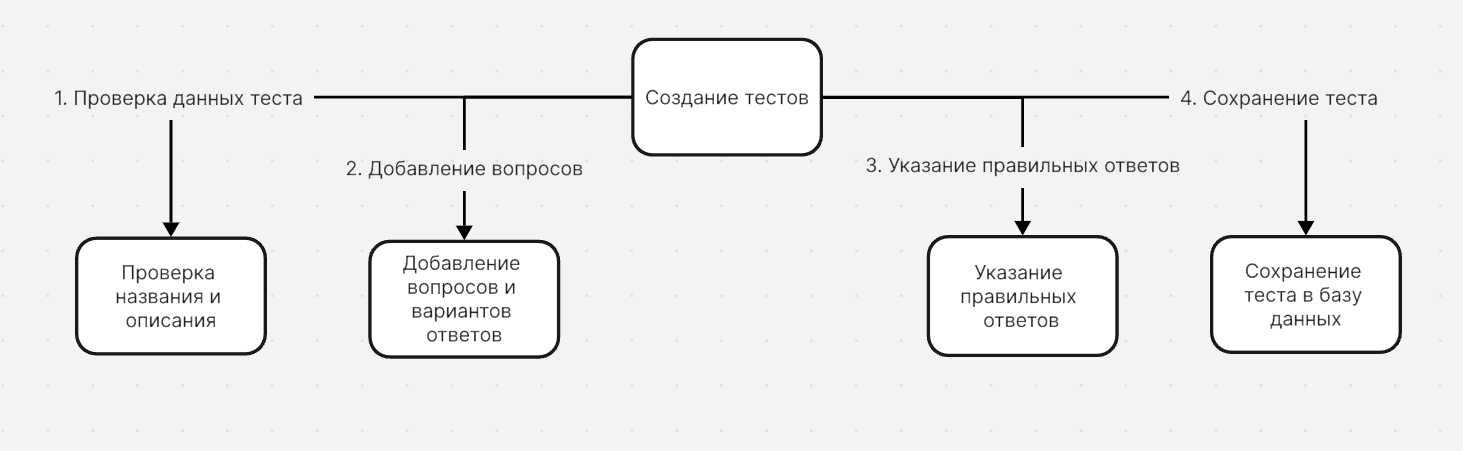 Создание тестов
1. Проверка данных теста
4. Сохранение теста
2. Добавление вопросов
3. Указание правильных ответов
Проверка
названия и
описания
Добавление
вопросов и
вариантов
ответов
Указание
правильных
ответов
Сохранение
теста в базу
данных